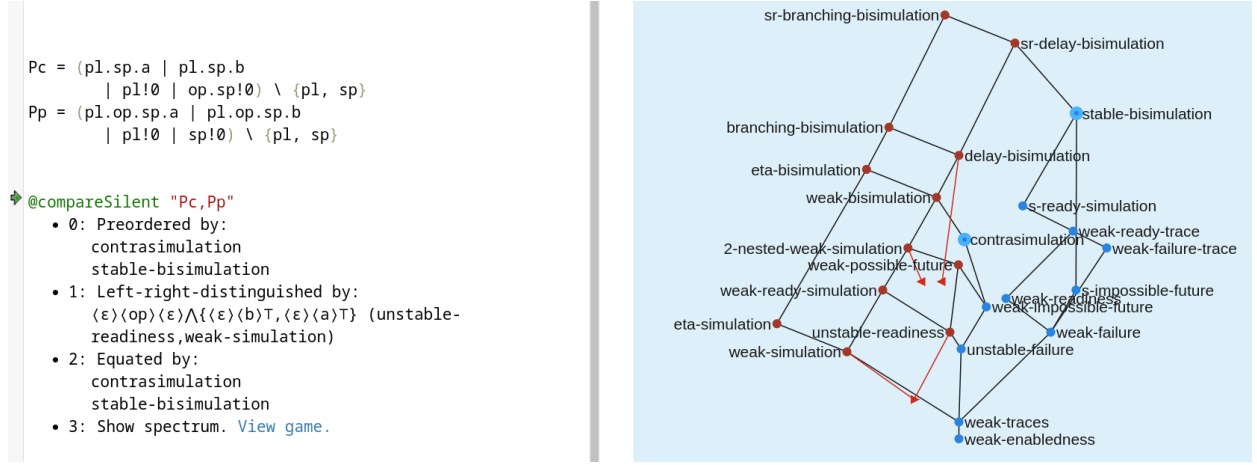 Pc = (pl.sp.a | pl.sp.b
| pl!0 | op.sp!0) \ {pl, sp}
Pp = (pl.op.sp.a | pl.op.sp.b
| pl!0 | sp!0) \ {pl, sp}
@compareSilent "Pc,Pp"
• 0: Preordered by:
contrasimulation
stable-bisimulation
• 1: Left-right-distinguished by:
⟨ε⟩⟨op⟩⟨ε⟩⋀{⟨ε⟩⟨b⟩⊤,⟨ε⟩⟨a⟩⊤} (unstable-
readiness,weak-simulation)
• 2: Equated by:
contrasimulation
stable-bisimulation
• 3: Show spectrum. View game.
sr-branching-bisimulation
sr-delay-bisimulation
stable-bisimulation
branching-bisimulation
delay-bisimulation
eta-bisimulation
weak-bisimulation
s-ready-simulation
weak-ready-trace
contrasimulation
2-nested-weak-simulation
weak-failure-trace
weak-possible-future
weak-ready-simulation
s-impossible-future
weak-readiness
weak-impossible-future
eta-simulation
unstable-readiness
weak-failure
weak-simulation
unstable-failure
weak-traces
weak-enabledness